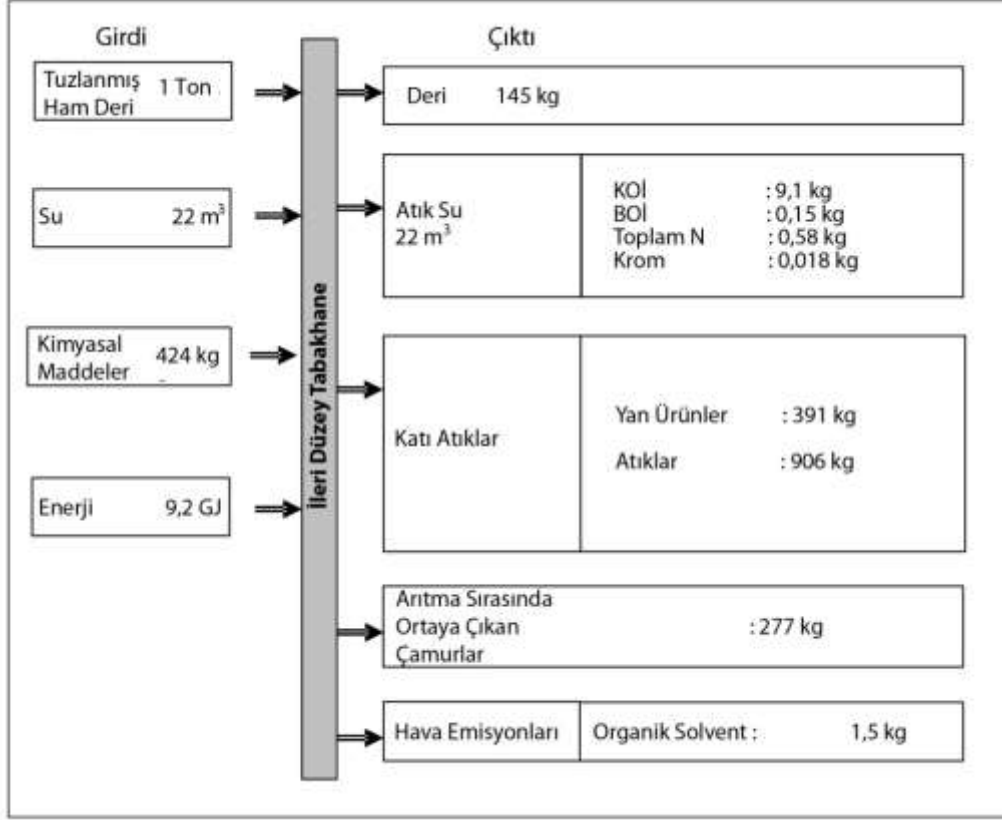 Girdi
Çıktı
Tuzlanmış 1 Ton
Ham Deri
Su 22 m³
Kimyasal 424 kg
Maddeler
Enerji 9,2 GJ
İleri Düzey Tabakhane
Deri 145 kg
Atık Su
22 m³
KOİ : 9,1 kg
BOİ : 0,15 kg
Toplam N : 0,58 kg
Krom : 0,018 kg
Katı Atıklar
Yan Ürünler : 391 kg
Atıklar : 906 kg
Arıtma Sırasında
Ortaya Çıkan : 277 kg
Çamurlar
Hava Emisyonları
Organik Solvent : 1,5 kg